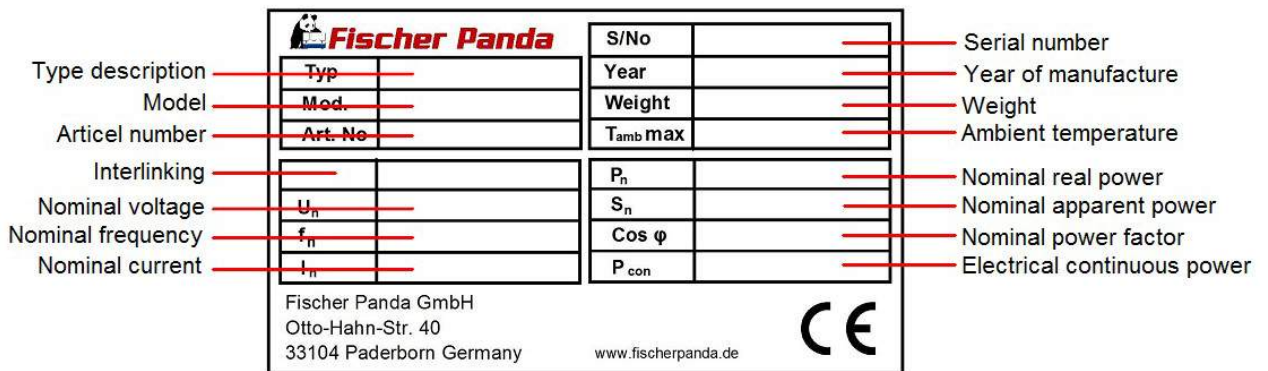 Fischer Panda
S/No
Serial number
Type description
Typ
Year
Year of manufacture
Model
Mod.
Weight
Weight
Articel number
Art. No
Tamb max
Ambient temperature
Interlinking
Pn
Nominal real power
Nominal voltage
Un
Sn
Nominal apparent power
Nominal frequency
fn
Cos φ
Nominal power factor
Nominal current
In
P con
Electrical continuous power
Fischer Panda GmbH
Otto-Hahn-Str. 40
33104 Paderborn Germany
www.fischerpanda.de
CE